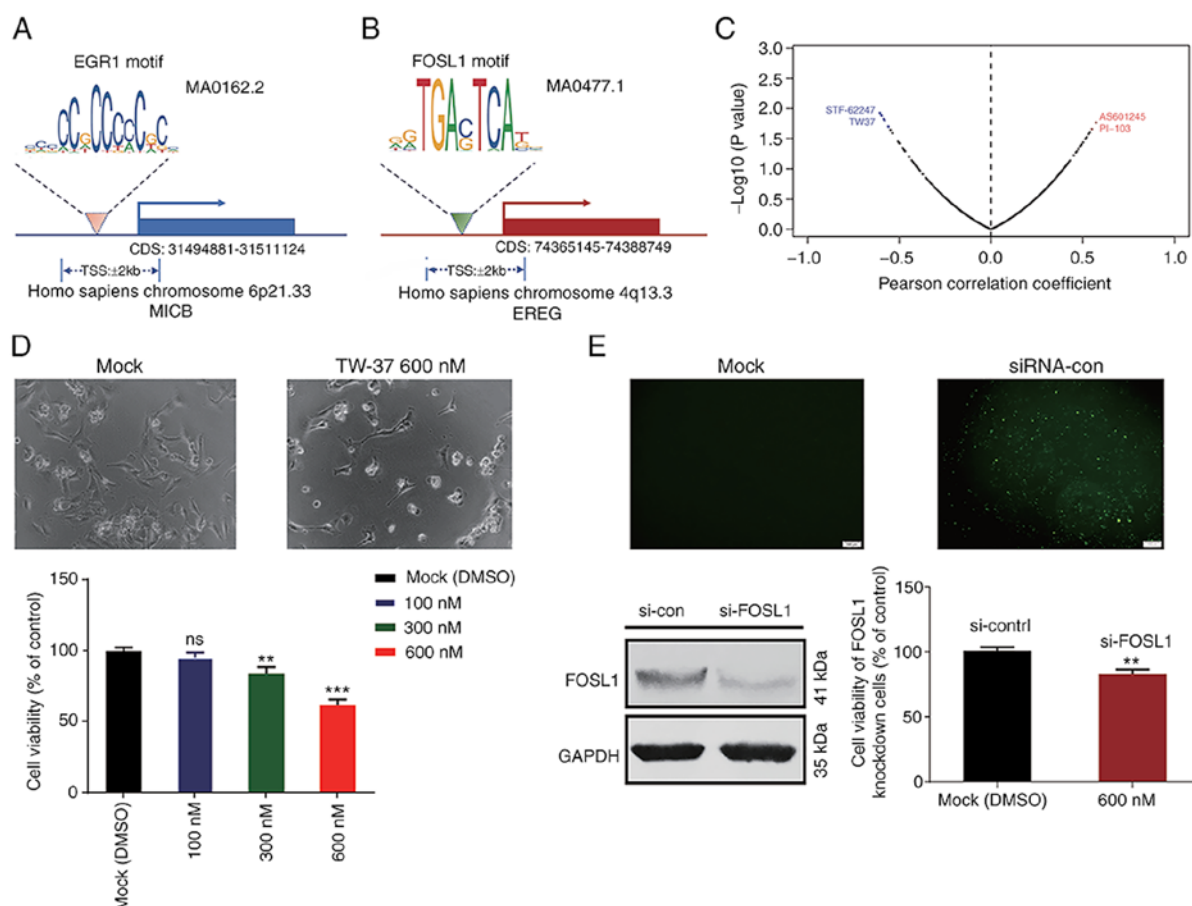 A
EGR1 motif
MA0162.2
CDS: 31494881-31511124
TSS:±2kb
Homo sapiens chromosome 6p21.33
MICB
B
FOSL1 motif
MA0477.1
CDS: 74365145-74388749
TSS:±2kb
Homo sapiens chromosome 4q13.3
EREG
C
3.0
2.5
2.0
1.5
1.0
0.5
0.0
-Log10 (P value)
STF-62247
TW37
AS601245
PI-103
-1.0
-0.5
0.0
0.5
1.0
Pearson correlation coefficient
D
Mock
TW-37 600 nM
150
100
50
0
Cell viability (% of control)
ns
**
***
Mock (DMSO)
100 nM
300 nM
600 nM
Mock (DMSO)
100 nM
300 nM
600 nM
E
Mock
siRNA-con
si-con
si-FOSL1
FOSL1
41 kDa
GAPDH
35 kDa
Cell viability of FOSL1
knockdown cells (% of control)
150
100
50
0
si-contrl
si-FOSL1
**
Mock (DMSO)
600 nM